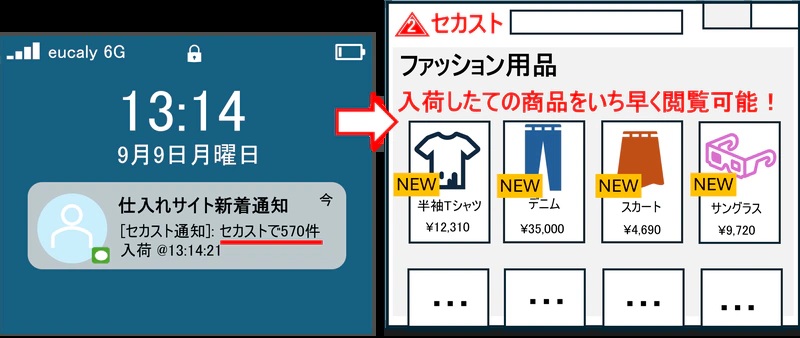 eucaly 6G
13:14
9月9日月曜日
仕入れサイト新着通知
今
[セカスト通知]: セカストで570件
入荷 @13:14:21
2 セカスト
ファッション用品
入荷したての商品をいち早く閲覧可能！
NEW NEW NEW NEW
半袖Tシャツ デニム スカート サングラス
¥12,310 ¥35,000 ¥4,690 ¥9,720
... ... ... ...